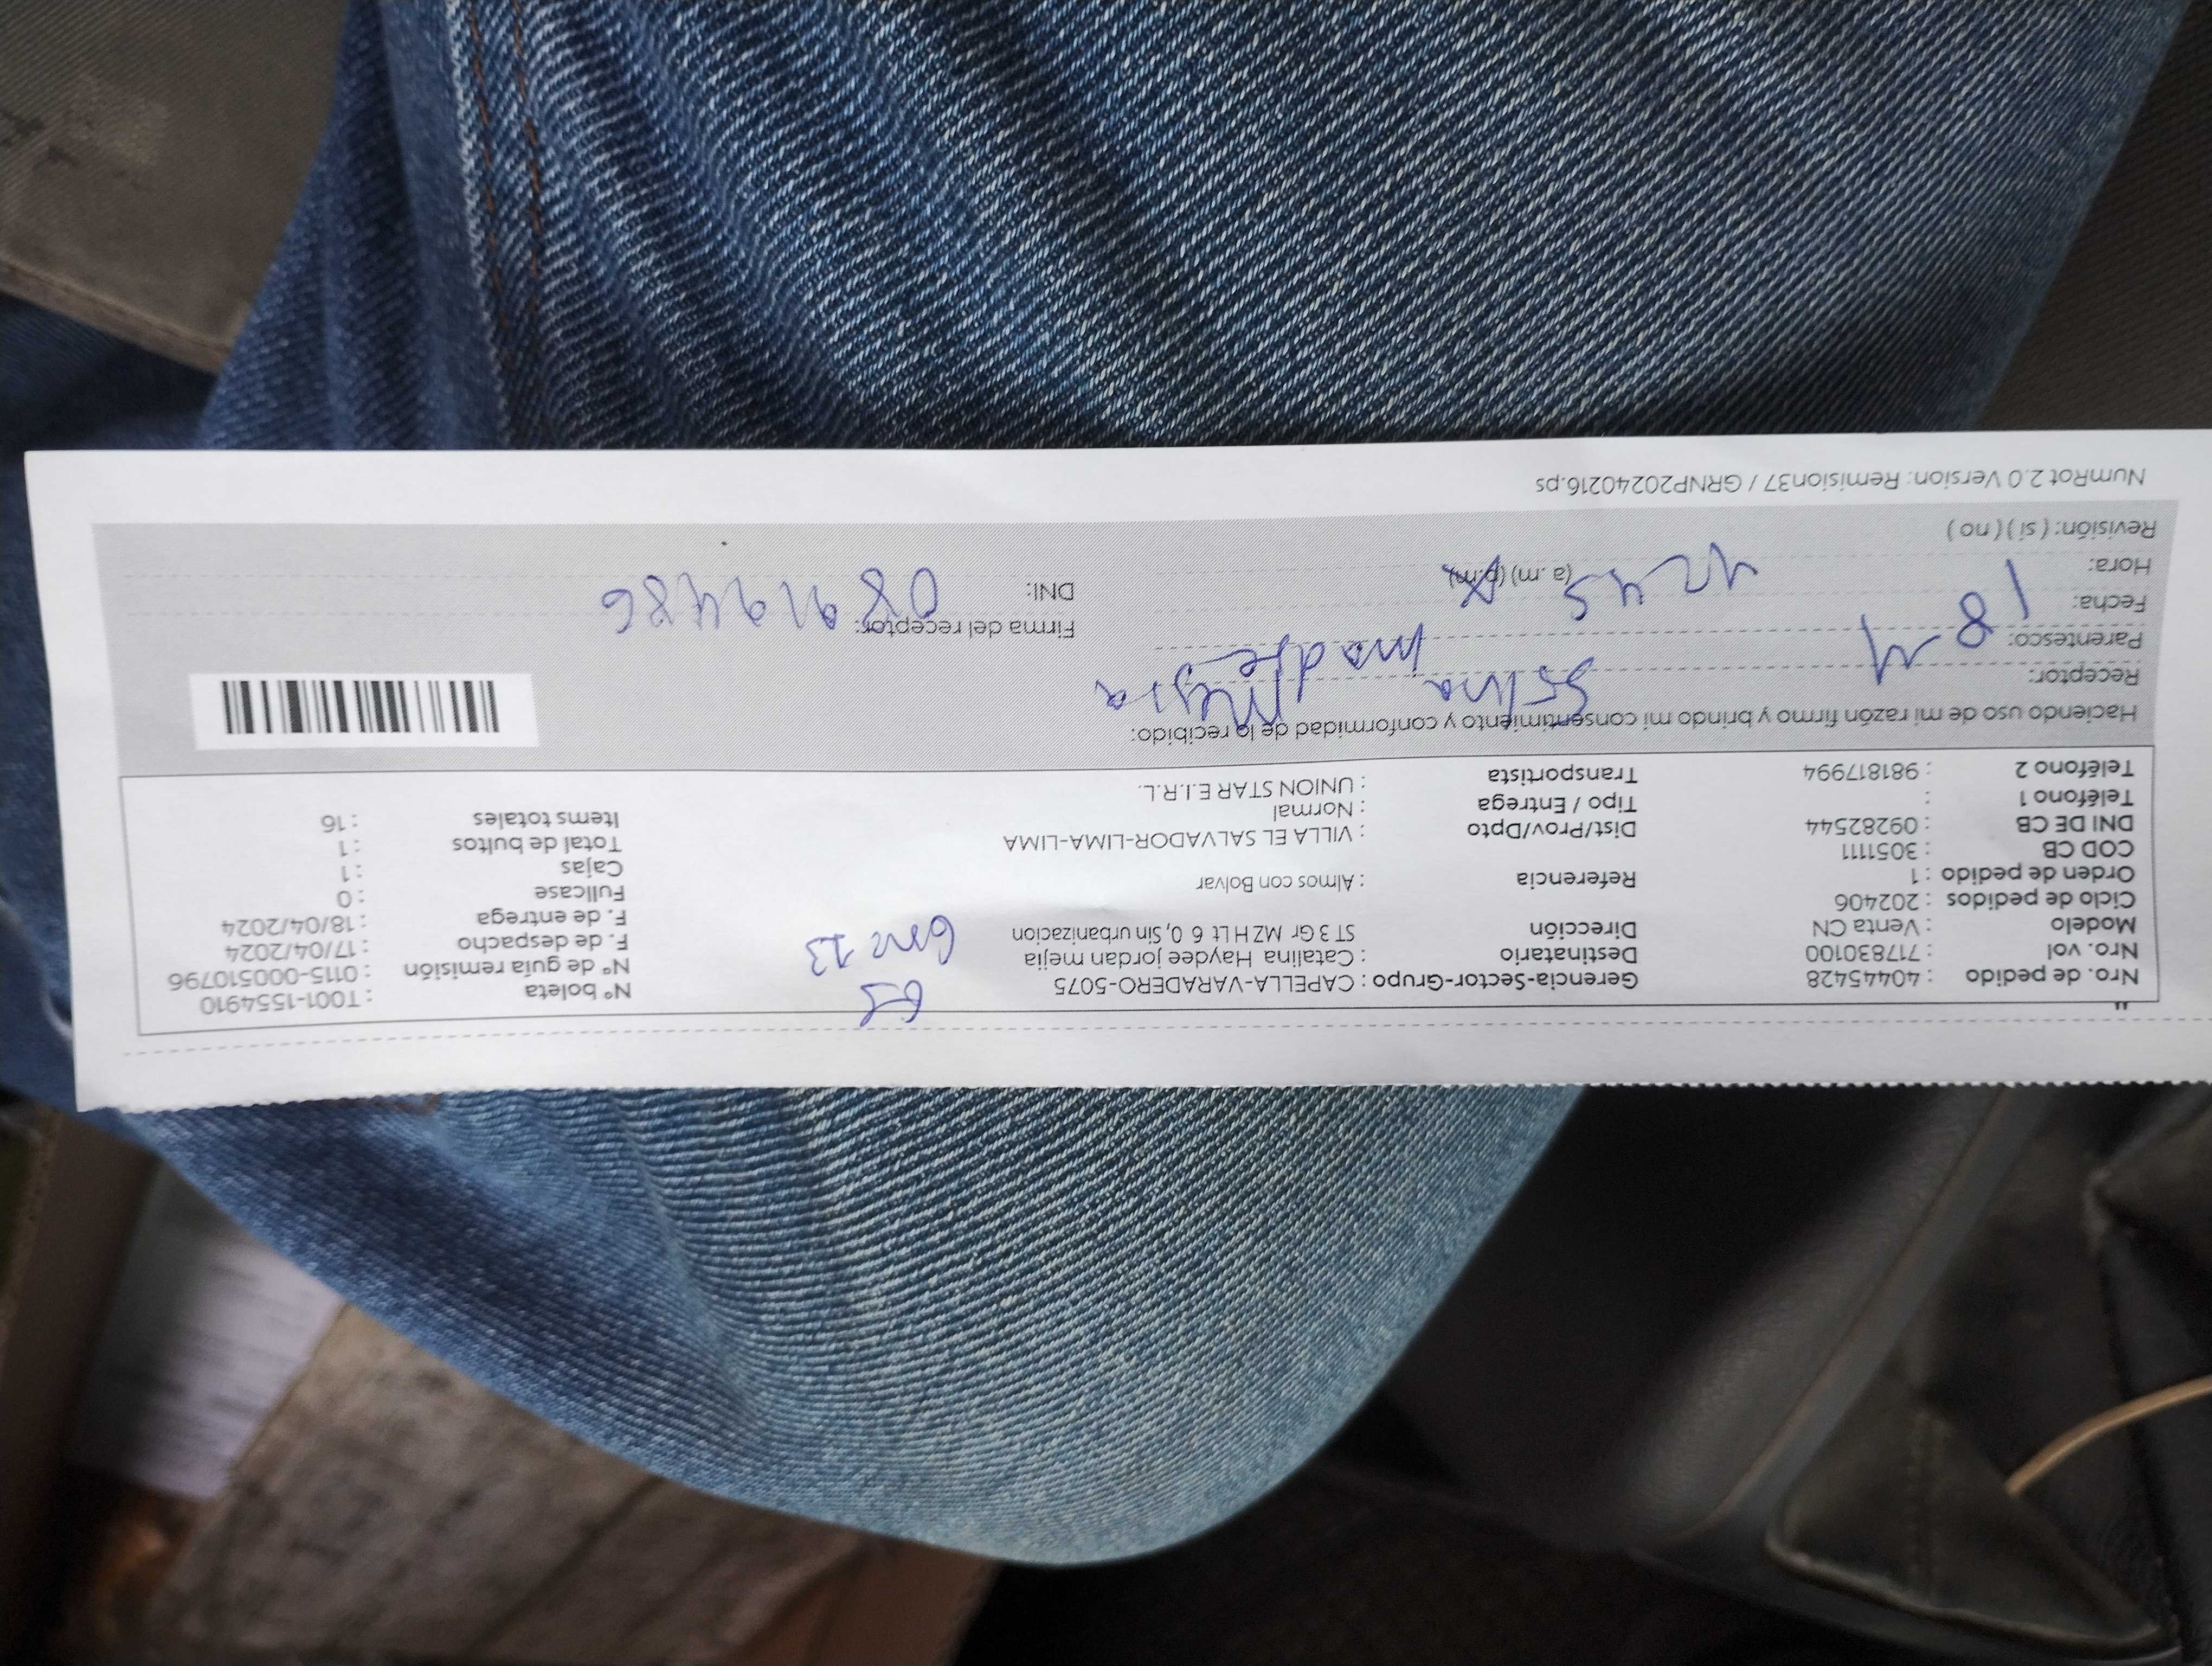 Nro. de pedido : 404445428 Gerencia-Sector-Grupo : CAPELLA-VARADERO-5075 N° boleta : T001-1554910
Nro. vol : 717830100 Destinatario : Catalina Haydee jordan mejia N° de guía remisión : 0115-000510796
Modelo : Venta CN Dirección ST 3 Gr MZ H Lt 6 0, Sin urbanizacion F. de despacho : 17/04/2024
Ciclo de pedidos : 202406 F. de entrega : 18/04/2024
Orden de pedido : 1 Referencia : Almos con Bolvar Fullcase : 0
COD CB : 3051111 Cajas : 1
DNI DE CB : 09282544 Dist/Prov/Dpto : VILLA EL SALVADOR-LIMA-LIMA Total de bultos : 1
Teléfono 1 : Tipo / Entrega : Normal Items totales : 16
Teléfono 2 : 981817994 Transportista : UNION STAR E.I.R.L.
Haciendo uso de mi razón firmo y brindo mi consentimiento y conformidad de lo recibido:
Receptor: Mejia
Parentesco: madre
Fecha: 18 4 Firma del receptor:
Hora: 12 45 (a. m) (p.m) DNI: 08919486
Revisión: ( si ) ( no )
NumRot 2.0 Version: Remision37 / GRNP20240216.ps